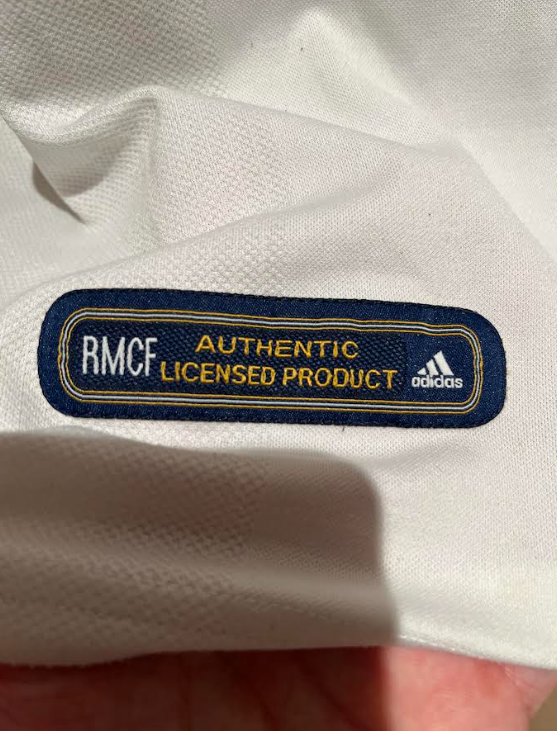 RMCF
AUTHENTIC
LICENSED PRODUCT
adidas